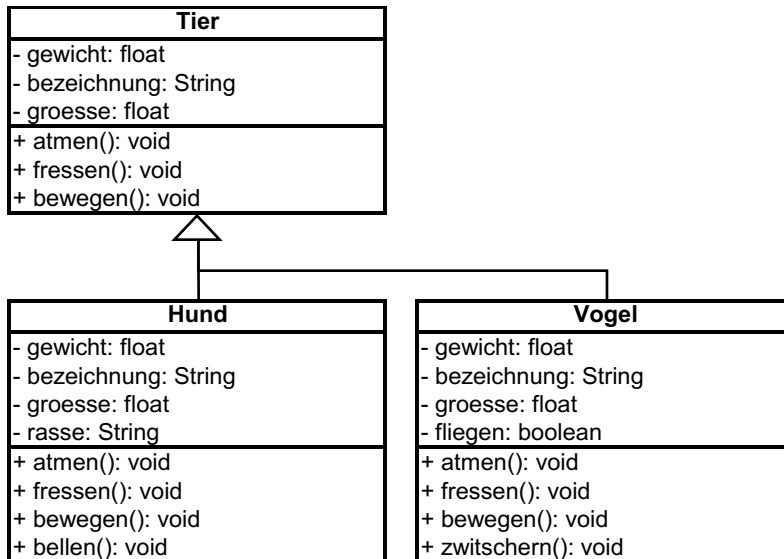 Tier
- gewicht: float
- bezeichnung: String
- groesse: float
+ atmen(): void
+ fressen(): void
+ bewegen(): void
Hund
- gewicht: float
- bezeichnung: String
- groesse: float
- rasse: String
+ atmen(): void
+ fressen(): void
+ bewegen(): void
+ bellen(): void
Vogel
- gewicht: float
- bezeichnung: String
- groesse: float
- fliegen: boolean
+ atmen(): void
+ fressen(): void
+ bewegen(): void
+ zwitschern(): void